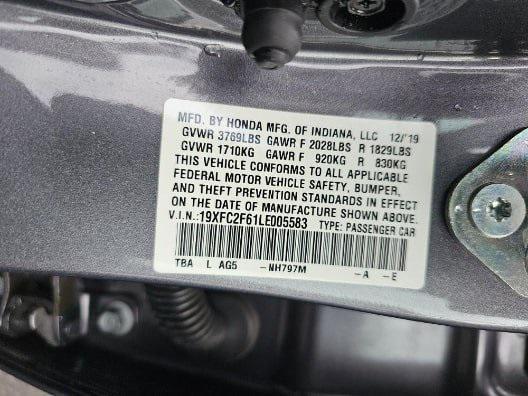 MFD. BY HONDA MFG. OF INDIANA, LLC 12/'19
GVWR 3769LBS GAWR F 2028LBS R 1829LBS
GVWR 1710KG GAWR F 920KG R 830KG
THIS VEHICLE CONFORMS TO ALL APPLICABLE
FEDERAL MOTOR VEHICLE SAFETY, BUMPER,
AND THEFT PREVENTION STANDARDS IN EFFECT
ON THE DATE OF MANUFACTURE SHOWN ABOVE.
V.I.N.:19XFC2F61LE005583 TYPE: PASSENGER CAR
TBA L AG5 -NH797M -A -E